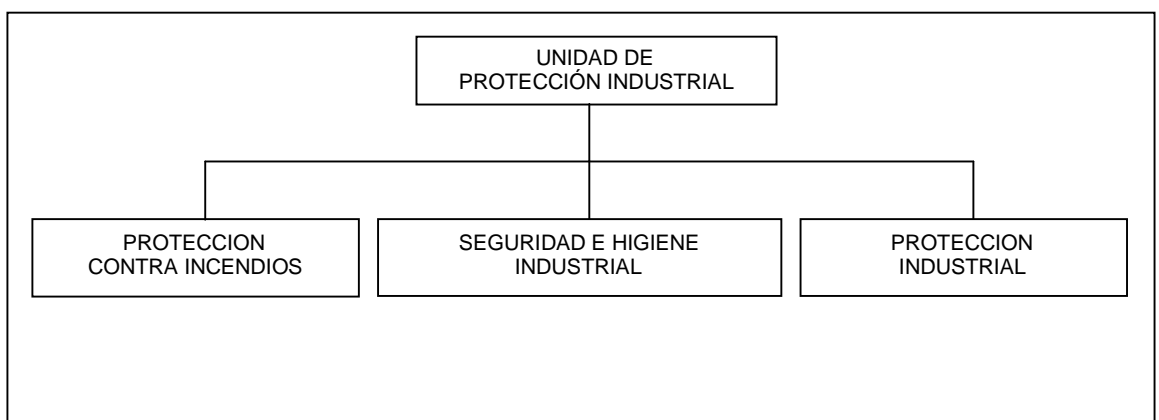 UNIDAD DE
PROTECCIÓN INDUSTRIAL
PROTECCION
CONTRA INCENDIOS
SEGURIDAD E HIGIENE
INDUSTRIAL
PROTECCION
INDUSTRIAL